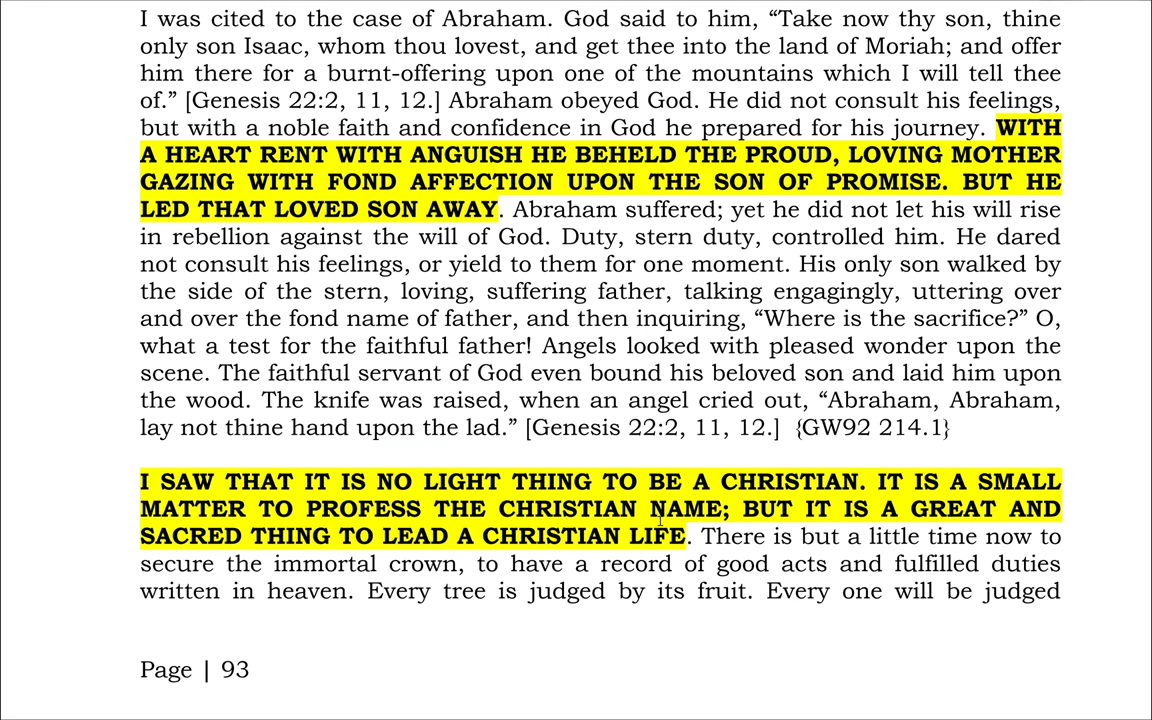 I was cited to the case of Abraham. God said to him, “Take now thy son, thine
only son Isaac, whom thou lovest, and get thee into the land of Moriah; and offer
him there for a burnt-offering upon one of the mountains which I will tell thee
of.” [Genesis 22:2, 11, 12.] Abraham obeyed God. He did not consult his feelings,
but with a noble faith and confidence in God he prepared for his journey. WITH
A HEART RENT WITH ANGUISH HE BEHELD THE PROUD, LOVING MOTHER
GAZING WITH FOND AFFECTION UPON THE SON OF PROMISE. BUT HE
LED THAT LOVED SON AWAY. Abraham suffered; yet he did not let his will rise
in rebellion against the will of God. Duty, stern duty, controlled him. He dared
not consult his feelings, or yield to them for one moment. His only son walked by
the side of the stern, loving, suffering father, talking engagingly, uttering over
and over the fond name of father, and then inquiring, “Where is the sacrifice?” O,
what a test for the faithful father! Angels looked with pleased wonder upon the
scene. The faithful servant of God even bound his beloved son and laid him upon
the wood. The knife was raised, when an angel cried out, “Abraham, Abraham,
lay not thine hand upon the lad.” [Genesis 22:2, 11, 12.] {GW92 214.1}
I SAW THAT IT IS NO LIGHT THING TO BE A CHRISTIAN. IT IS A SMALL
MATTER TO PROFESS THE CHRISTIAN NAME; BUT IT IS A GREAT AND
SACRED THING TO LEAD A CHRISTIAN LIFE. There is but a little time now to
secure the immortal crown, to have a record of good acts and fulfilled duties
written in heaven. Every tree is judged by its fruit. Every one will be judged
Page | 93